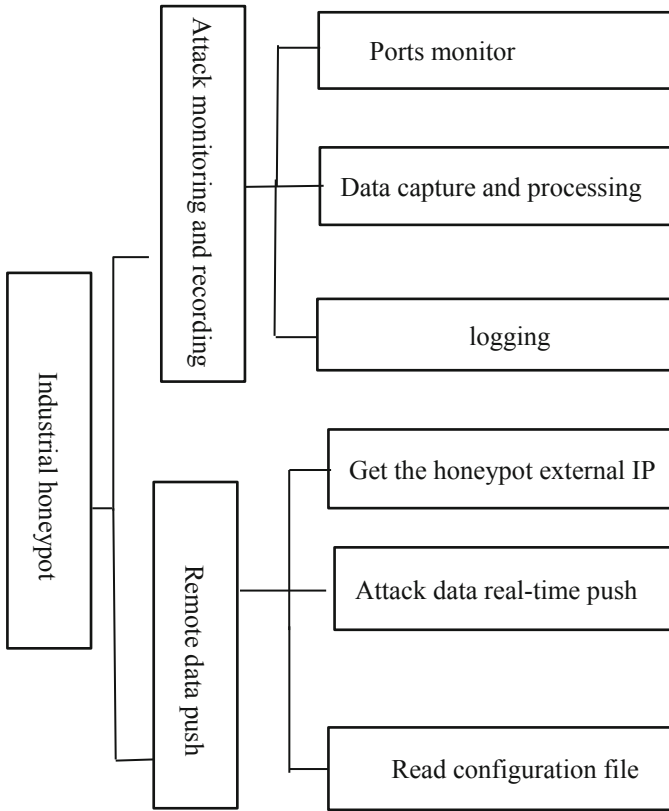 Industrial honeypot
Attack monitoring and recording
Ports monitor
Data capture and processing
logging
Remote data push
Get the honeypot external IP
Attack data real-time push
Read configuration file